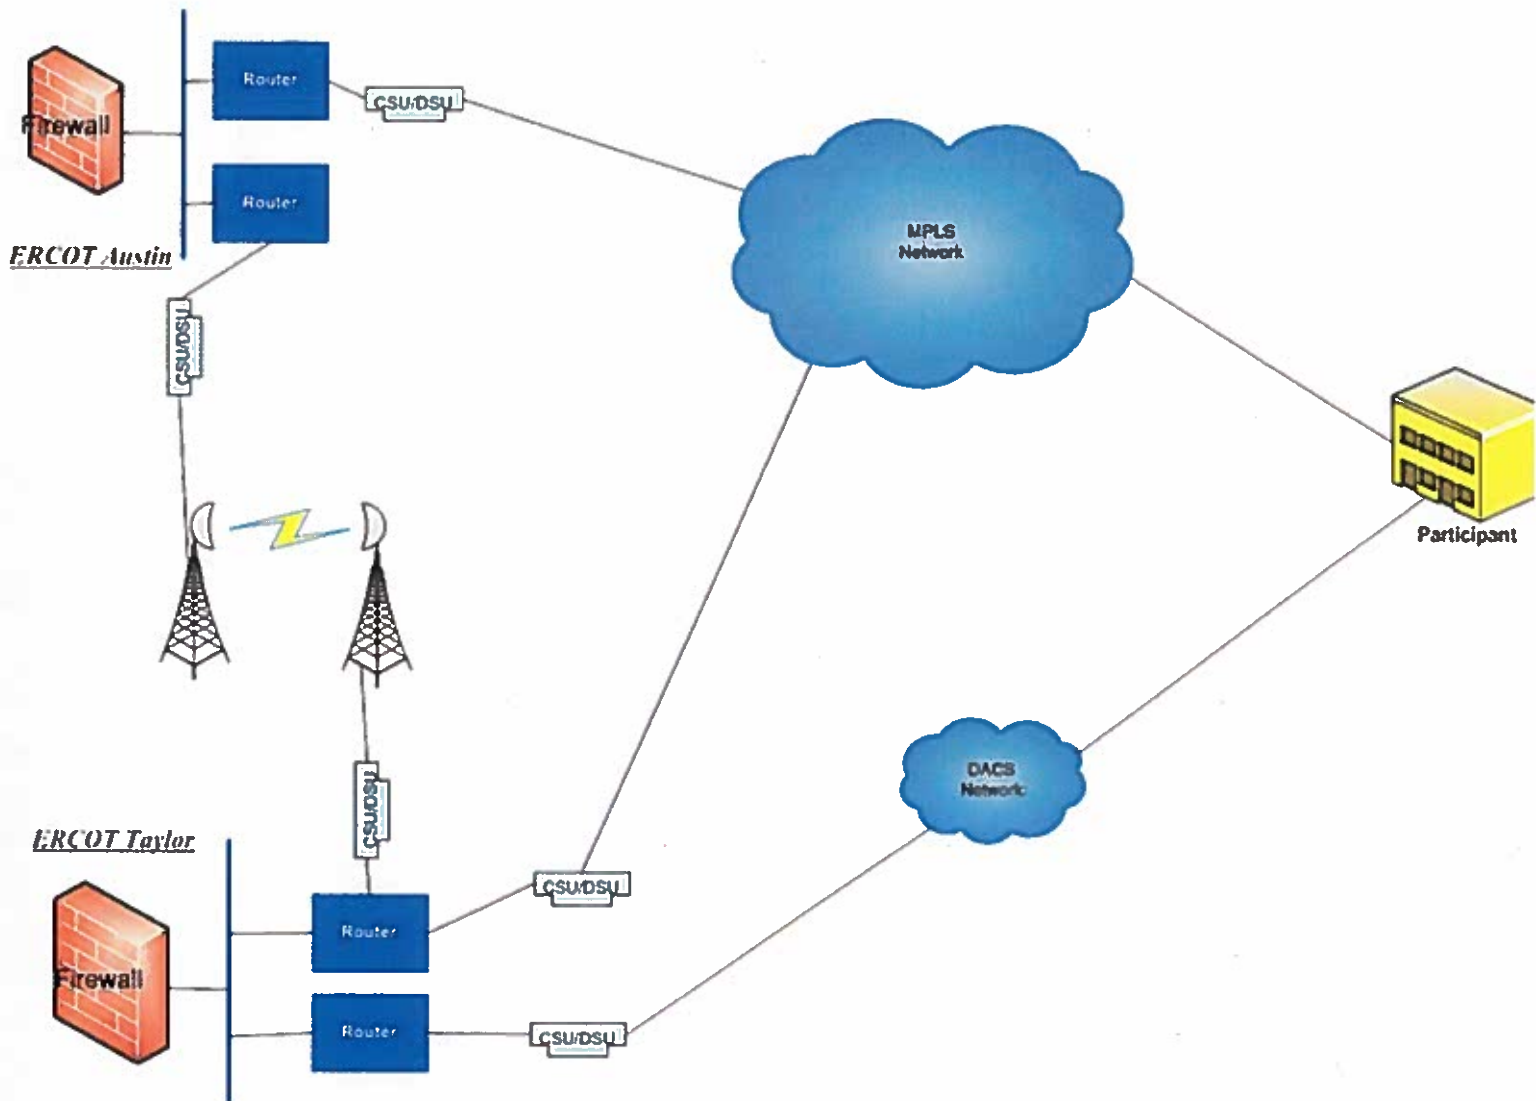 Router
CSU/DSU
Firewall
Router
ERCOT Austin
MPLS
Network
CSU/DSU
Participant
DACS
Network
CSU/DSU
ERCOT Taylor
CSU/DSU
Router
Firewall
Router
CSU/DSU